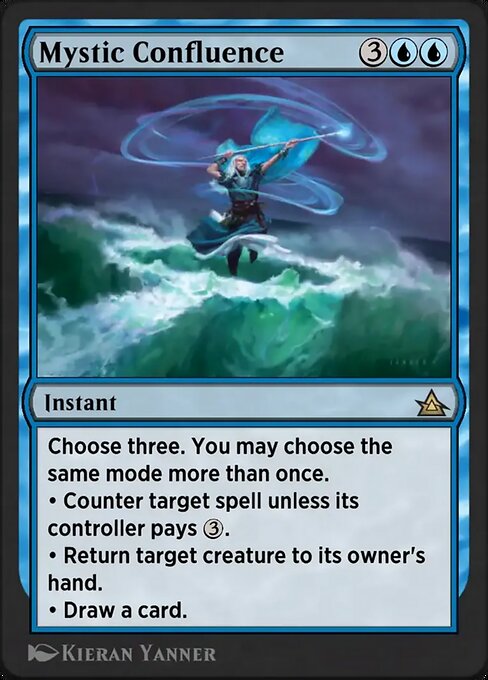 Mystic Confluence 3
Instant
Choose three. You may choose the
same mode more than once.
• Counter target spell unless its
controller pays 3.
• Return target creature to its owner's
hand.
• Draw a card.
Kieran Yanner